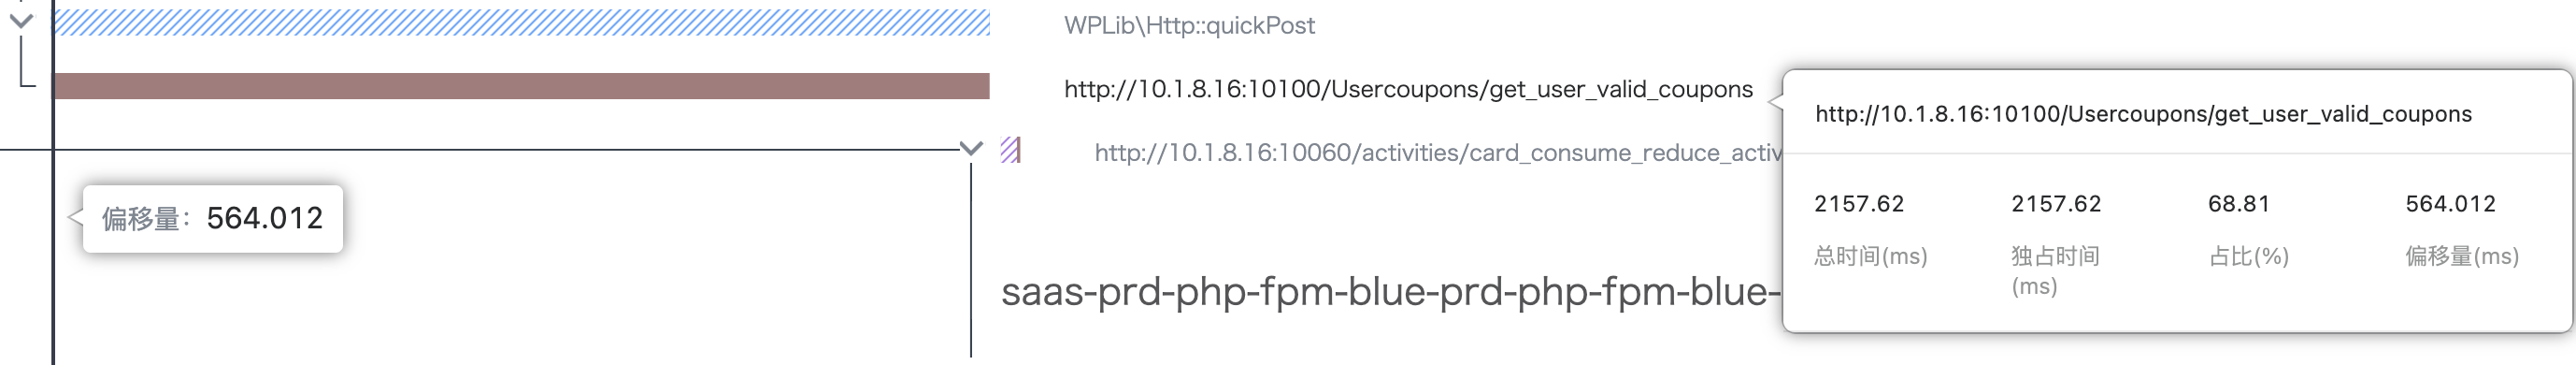 WPLib\Http::quickPost
http://10.1.8.16:10100/Usercoupons/get_user_valid_coupons
http://10.1.8.16:10060/activities/card_consume_reduce_activ
偏移量： 564.012
saas-prd-php-fpm-blue-prd-php-fpm-blue-
http://10.1.8.16:10100/Usercoupons/get_user_valid_coupons
2157.62 2157.62 68.81 564.012
总时间(ms) 独占时间 占比(%) 偏移量(ms)
(ms)